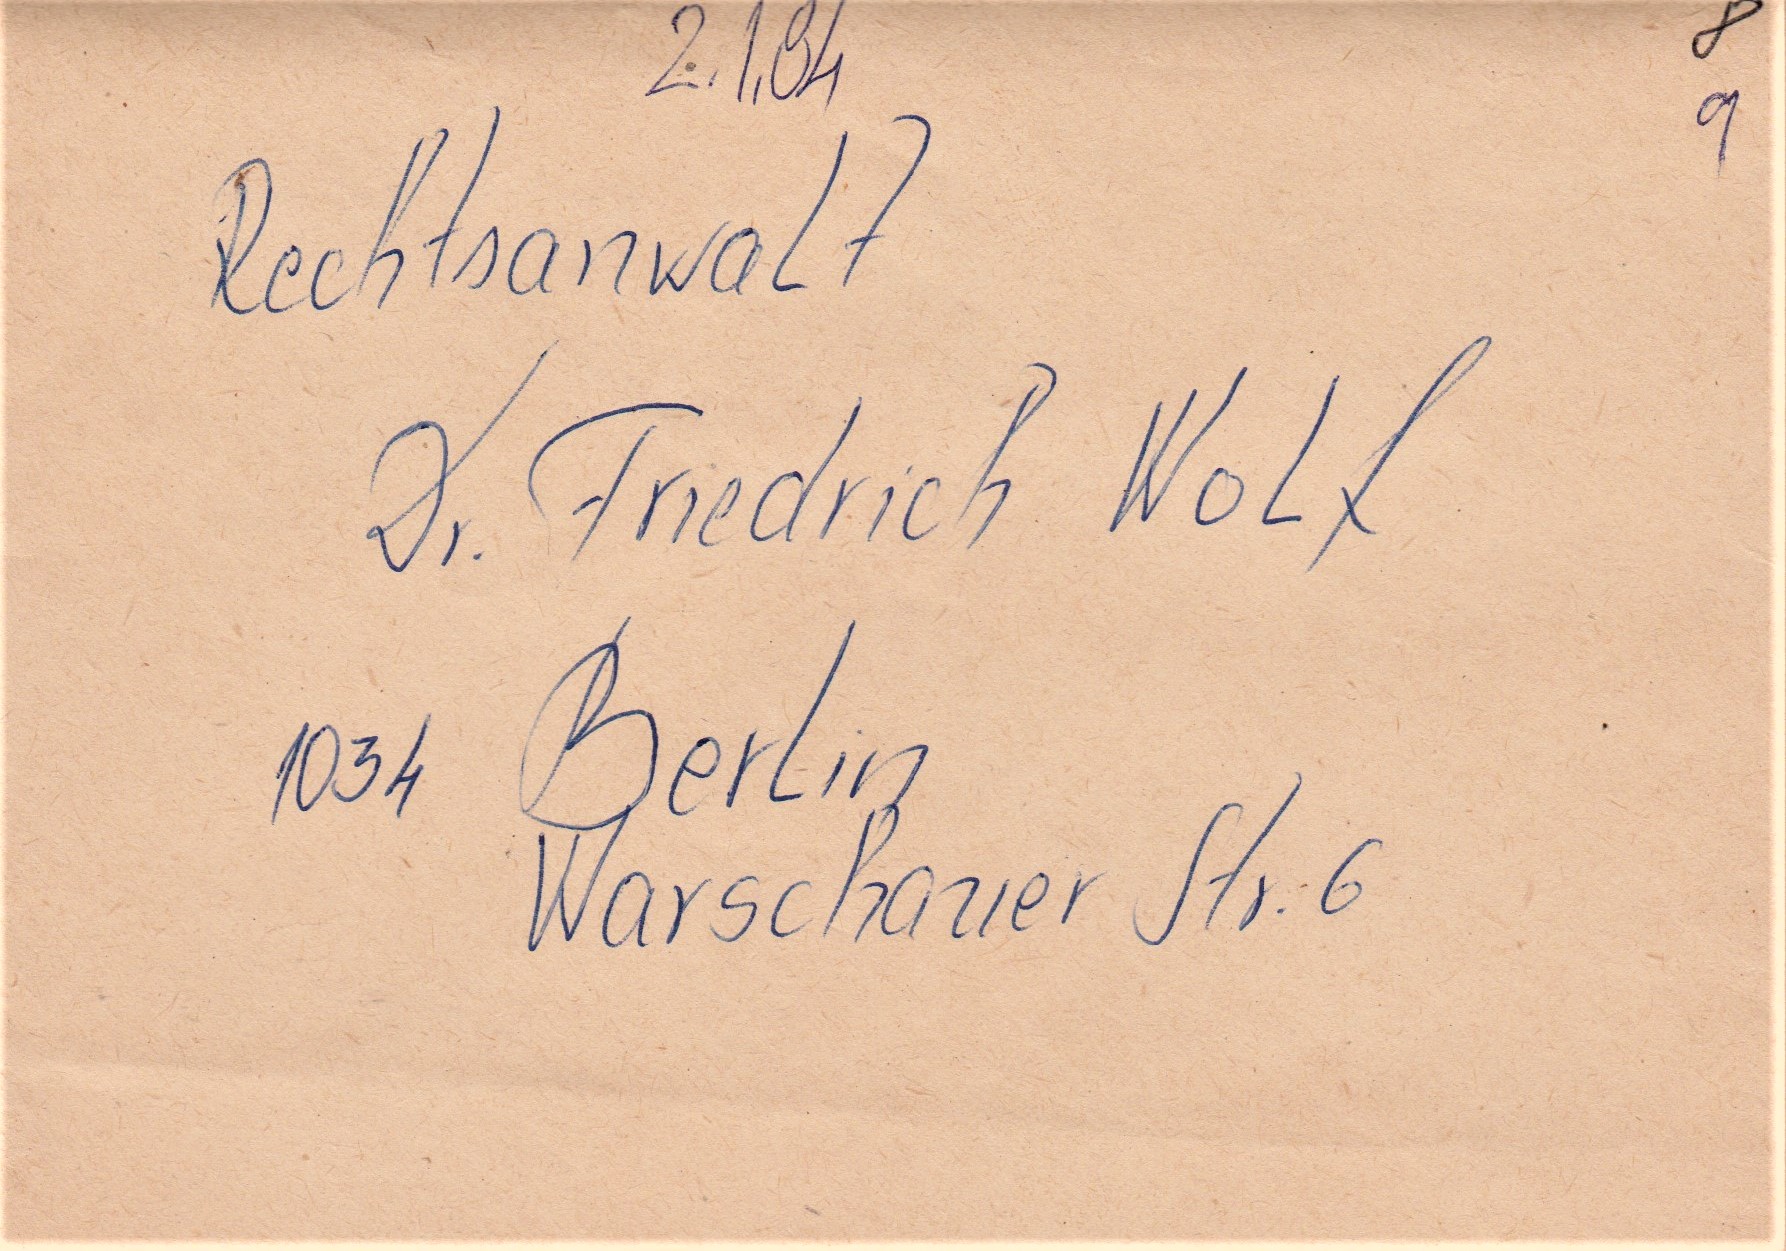 2.1.84
8
9
Rechtsanwalt
Dr. Friedrich Wolf
1034 Berlin
Warschauer Str. 6